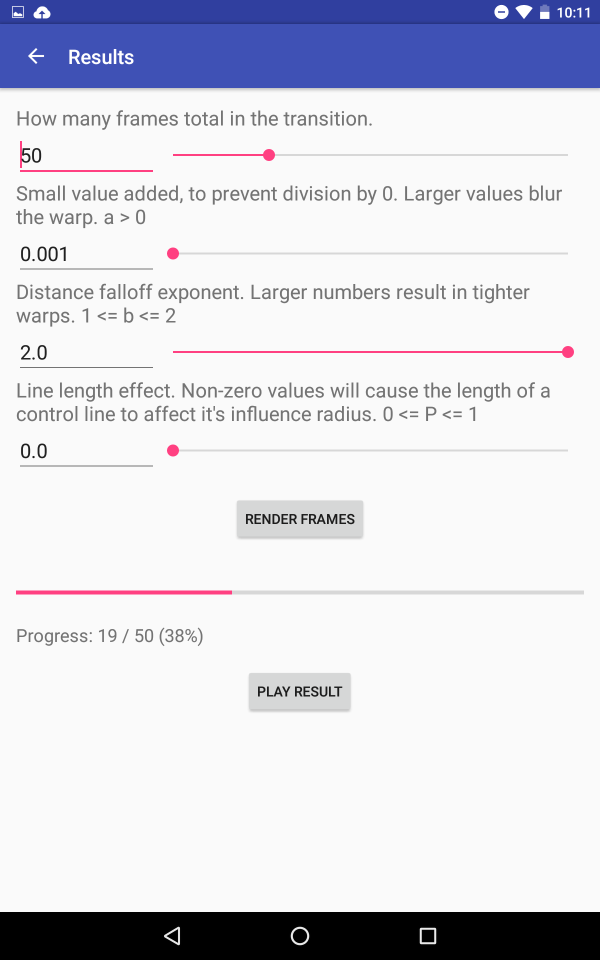 10:11
Results
How many frames total in the transition.
50
Small value added, to prevent division by 0. Larger values blur
the warp. a > 0
0.001
Distance falloff exponent. Larger numbers result in tighter
warps. 1 <= b <= 2
2.0
Line length effect. Non-zero values will cause the length of a
control line to affect it's influence radius. 0 <= P <= 1
0.0
RENDER FRAMES
Progress: 19 / 50 (38%)
PLAY RESULT